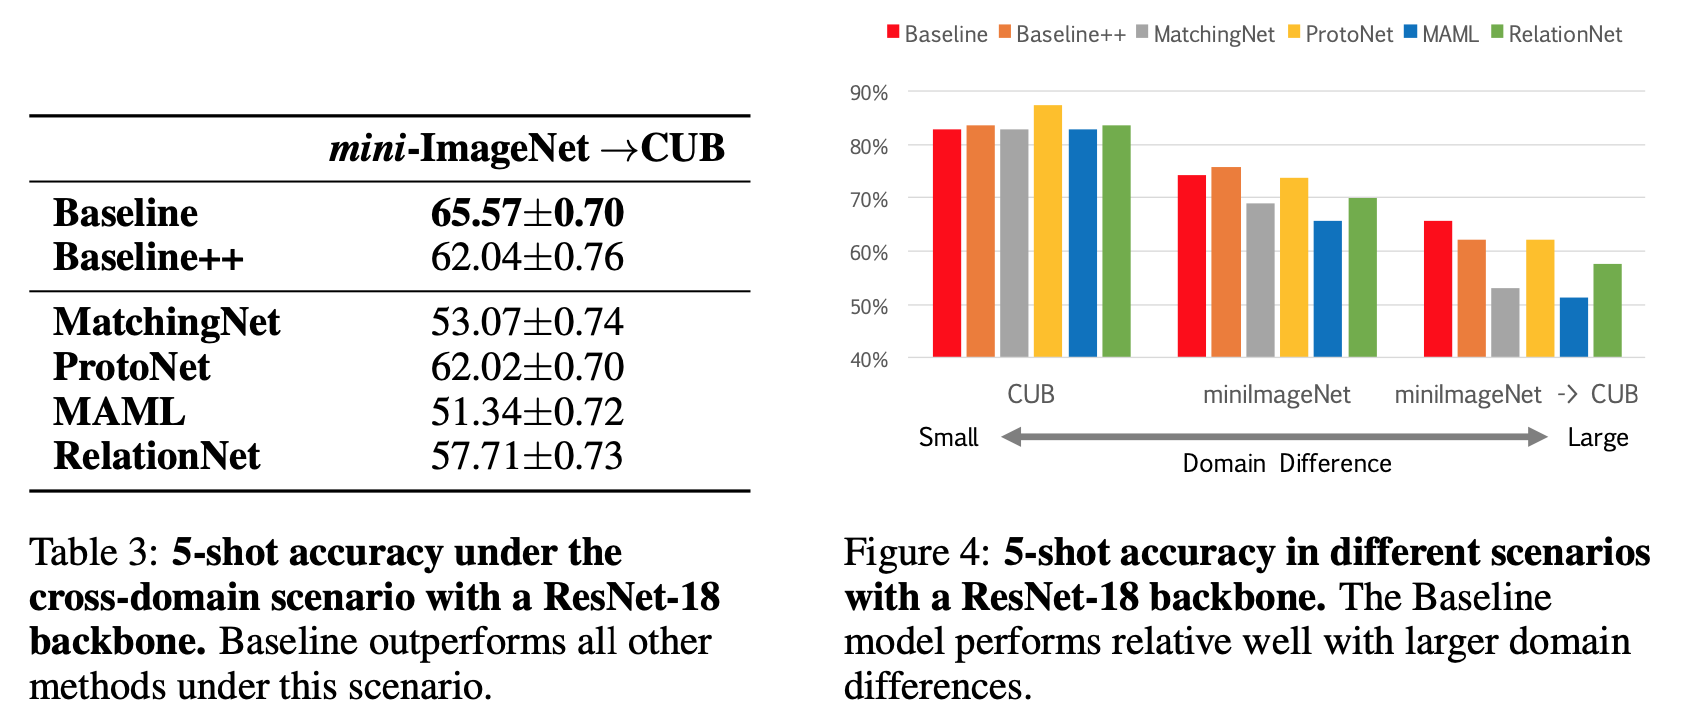 mini-ImageNet →CUB
Baseline 65.57±0.70
Baseline++ 62.04±0.76
MatchingNet 53.07±0.74
ProtoNet 62.02±0.70
MAML 51.34±0.72
RelationNet 57.71±0.73
Table 3: 5-shot accuracy under the
cross-domain scenario with a ResNet-18
backbone. Baseline outperforms all other
methods under this scenario.
Baseline Baseline++ MatchingNet ProtoNet MAML RelationNet
90%
80%
70%
60%
50%
40%
CUB miniImageNet miniImageNet -> CUB
Small Large
Domain Difference
Figure 4: 5-shot accuracy in different scenarios
with a ResNet-18 backbone. The Baseline
model performs relative well with larger domain
differences.